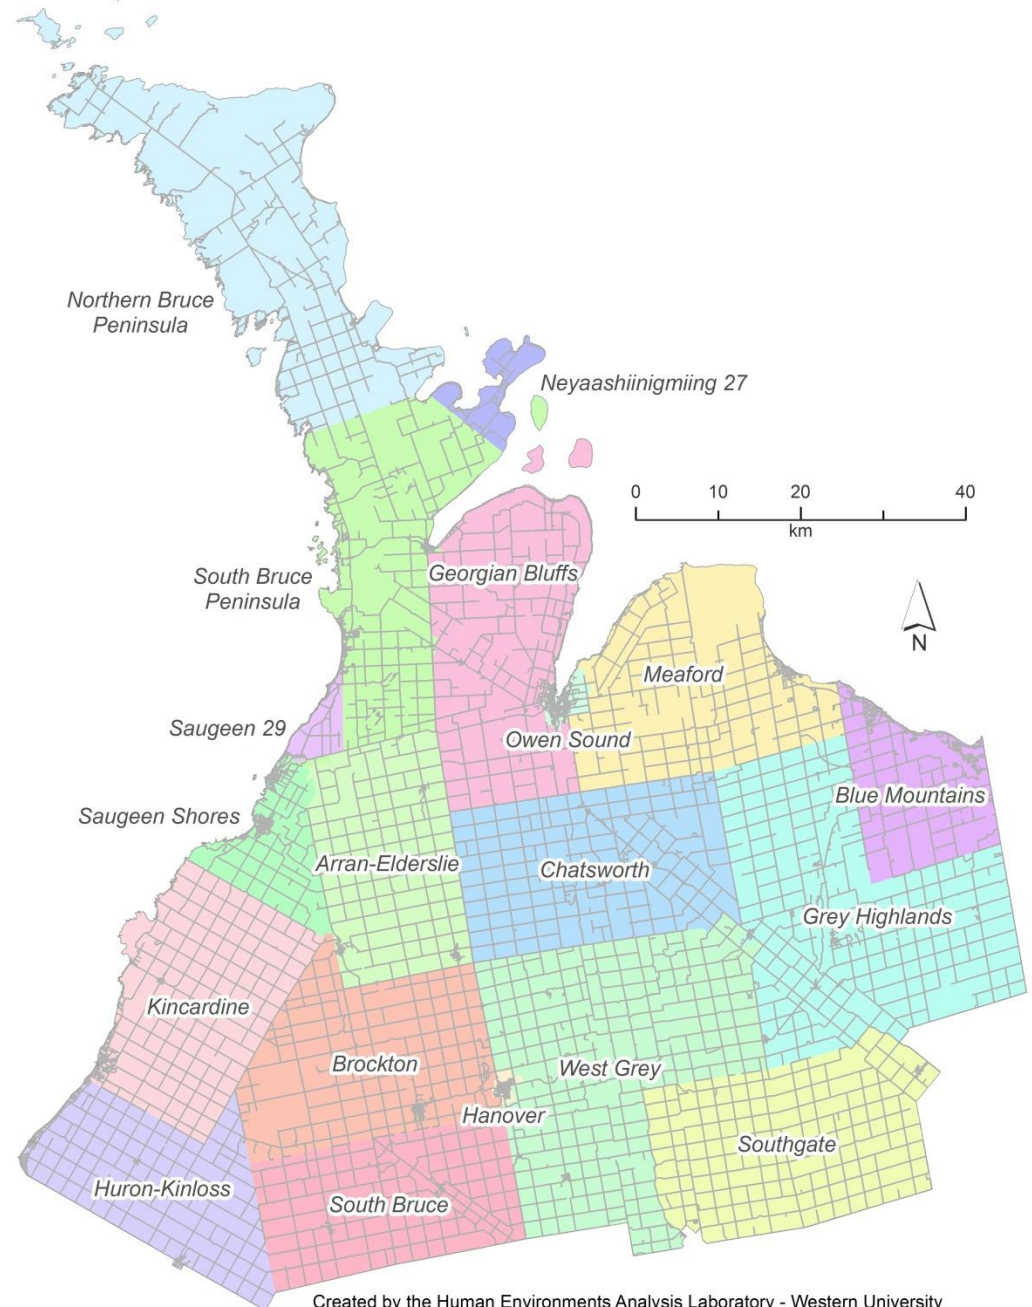 Northern Bruce
Peninsula
Neyaashiinigmiing 27
0 10 20 40
km
Georgian Bluffs
South Bruce
Peninsula
N
Meaford
Saugeen 29
Owen Sound
Blue Mountains
Saugeen Shores
Arran-Elderslie
Chatsworth
Grey Highlands
Kincardine
Brockton
West Grey
Hanover
Southgate
Huron-Kinloss
South Bruce
Created by the Human Environments Analysis Laboratory - Western University